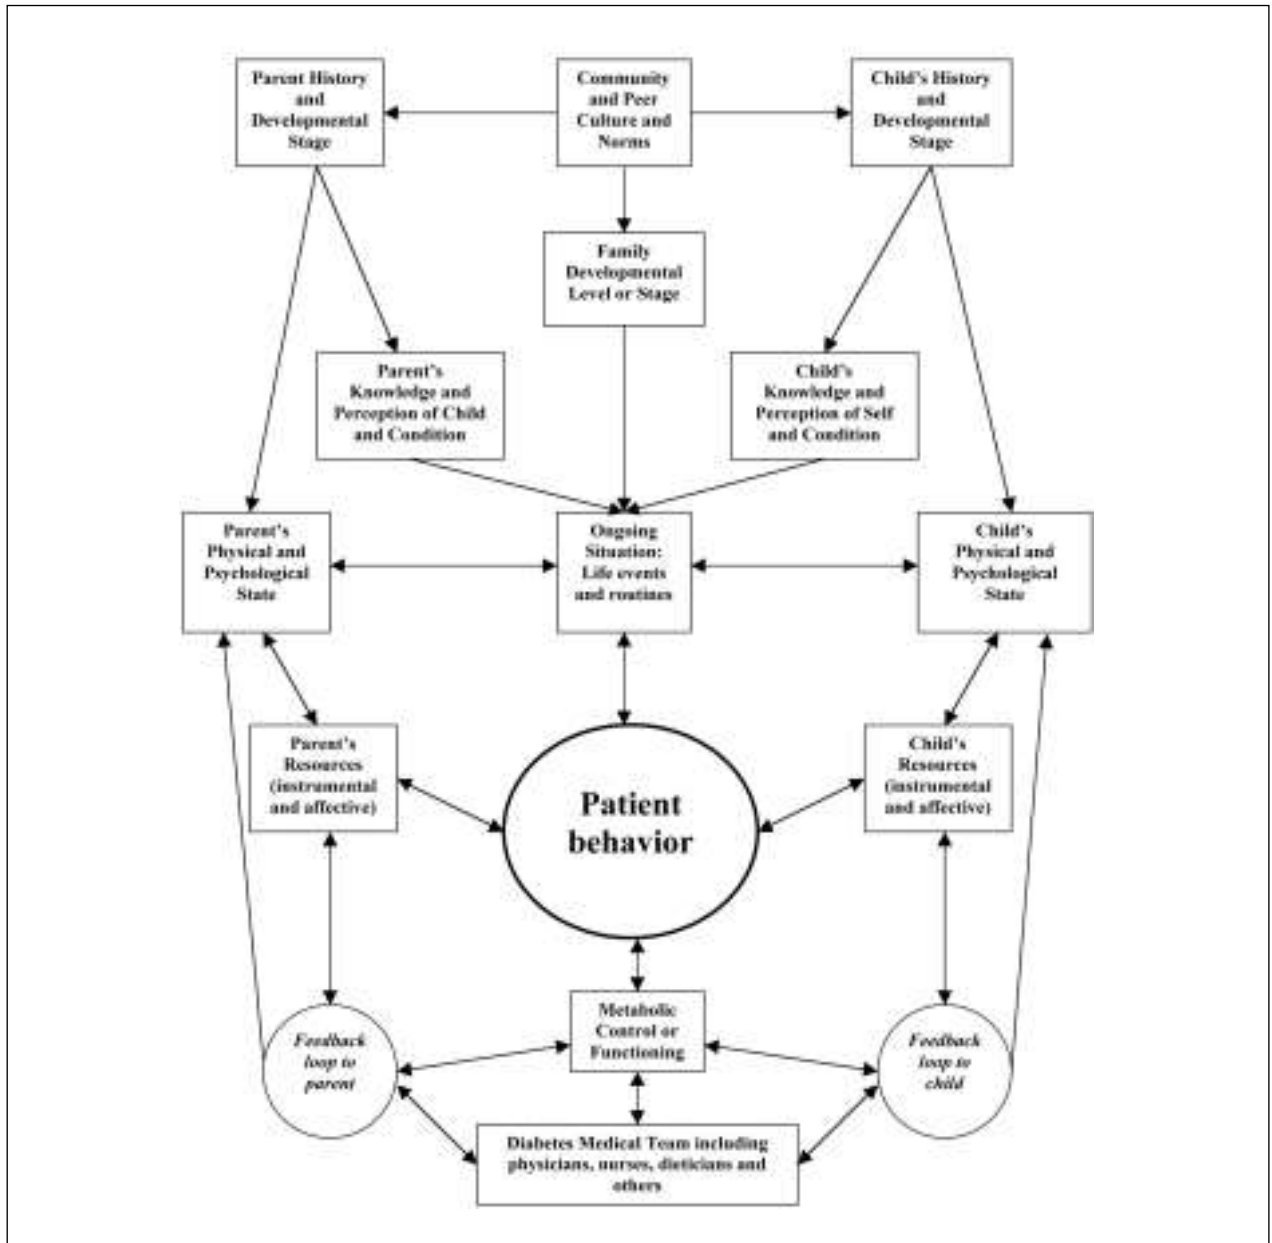 Parent History
and
Developmental
Stage
Community
and Peer
Culture and
Norms
Child's History
and
Developmental
Stage
Family
Developmental
Level or Stage
Parent's
Knowledge and
Perception of Child
and Condition
Child's
Knowledge and
Perception of Self
and Condition
Parent's
Physical and
Psychological
State
Ongoing
Situation:
Life events
and routines
Child's
Physical and
Psychological
State
Parent's
Resources
(instrumental
and affective)
Patient
behavior
Child's
Resources
(instrumental
and affective)
Feedback
loop to
parent
Metabolic
Control or
Functioning
Feedback
loop to
child
Diabetes Medical Team including
physicians, nurses, dieticians and
others